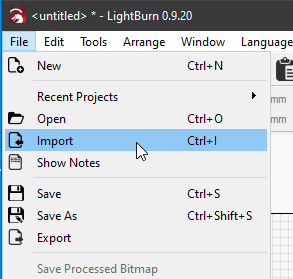 <untitled> * - LightBurn 0.9.20
File Edit Tools Arrange Window Language
New Ctrl+N
Recent Projects
Open Ctrl+O
mm
Import Ctrl+I
mm
Show Notes
Save Ctrl+S
Save As Ctrl+Shift+S
Export
Save Processed Bitmap